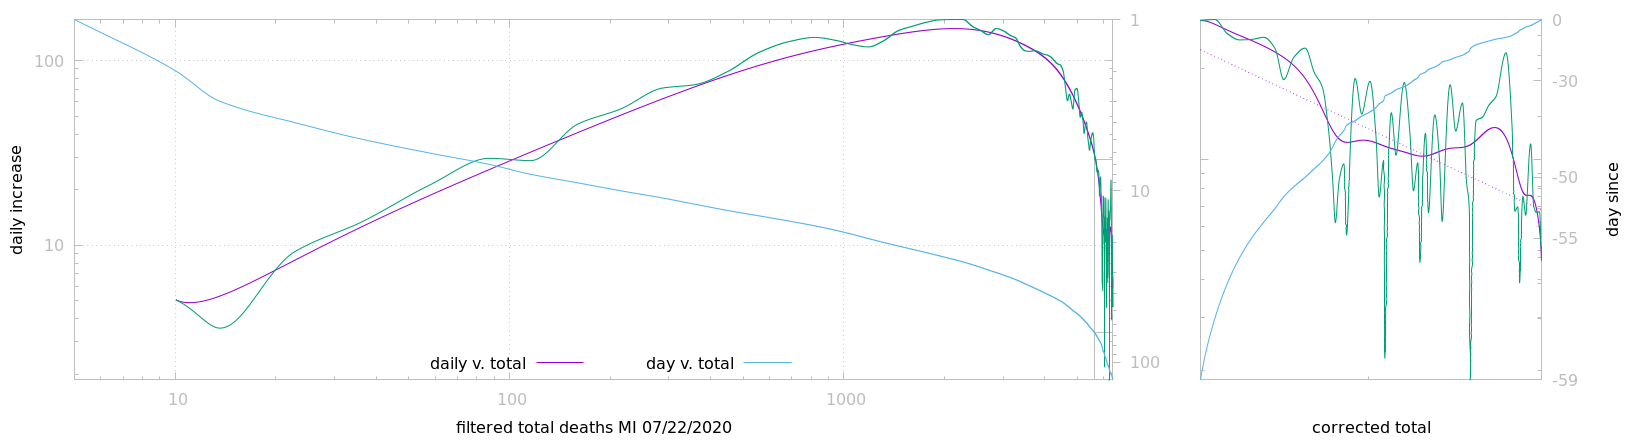 daily increase
100
10
daily v. total
day v. total
10
100
1000
filtered total deaths MI 07/22/2020
1
10
100
0
-30
-50
-55
-59
day since
corrected total